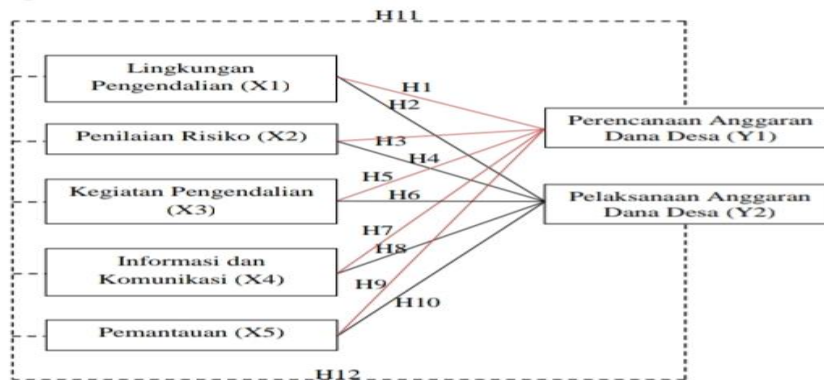 H11
Lingkungan
Pengendalian (X1)
H1
H2
Perencanaan Anggaran
Dana Desa (Y1)
Penilaian Risiko (X2)
H3
H4
Kegiatan Pengendalian
(X3)
H5
H6
Pelaksanaan Anggaran
Dana Desa (Y2)
H7
H8
Informasi dan
Komunikasi (X4)
H9
H10
Pemantauan (X5)
H12